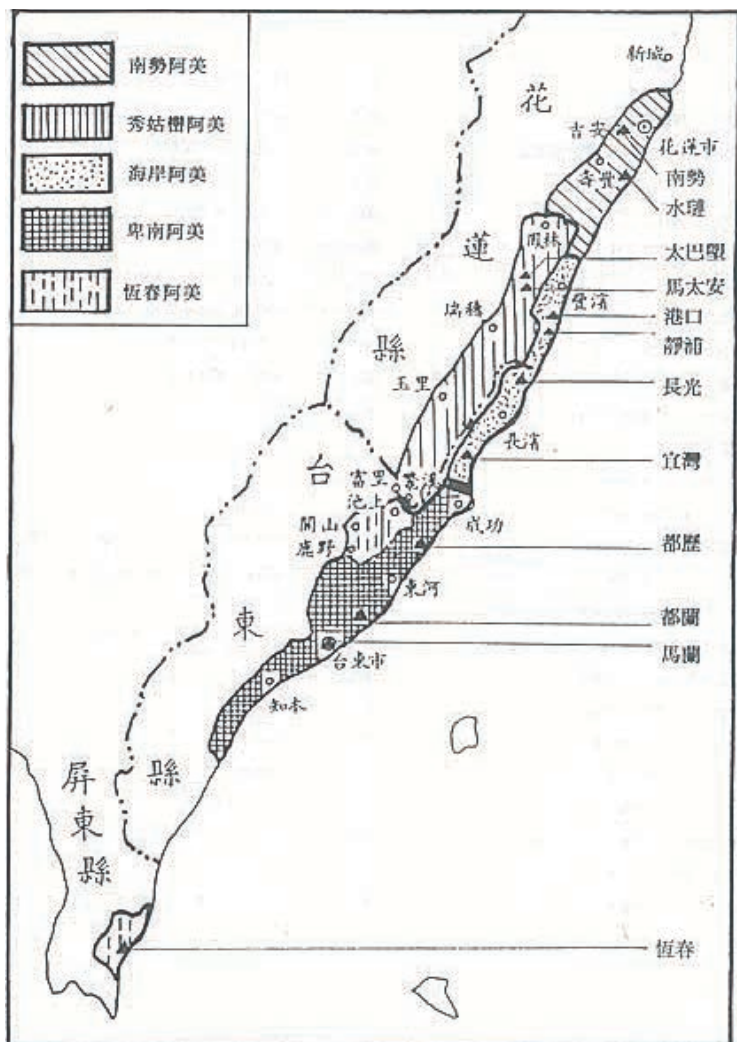 南勢阿美
秀姑巒阿美
海岸阿美
卑南阿美
恆春阿美
花蓮縣
台東縣
屏東縣
新城
吉安
花蓮市
壽豐
鳳林
豐濱
瑞穗
玉里
長濱
富里
池上
關山
鹿野
成功
東河
台東市
知本
南勢
水璉
太巴塱
馬太安
港口
靜浦
長光
宜灣
都歷
都蘭
馬蘭
恆春